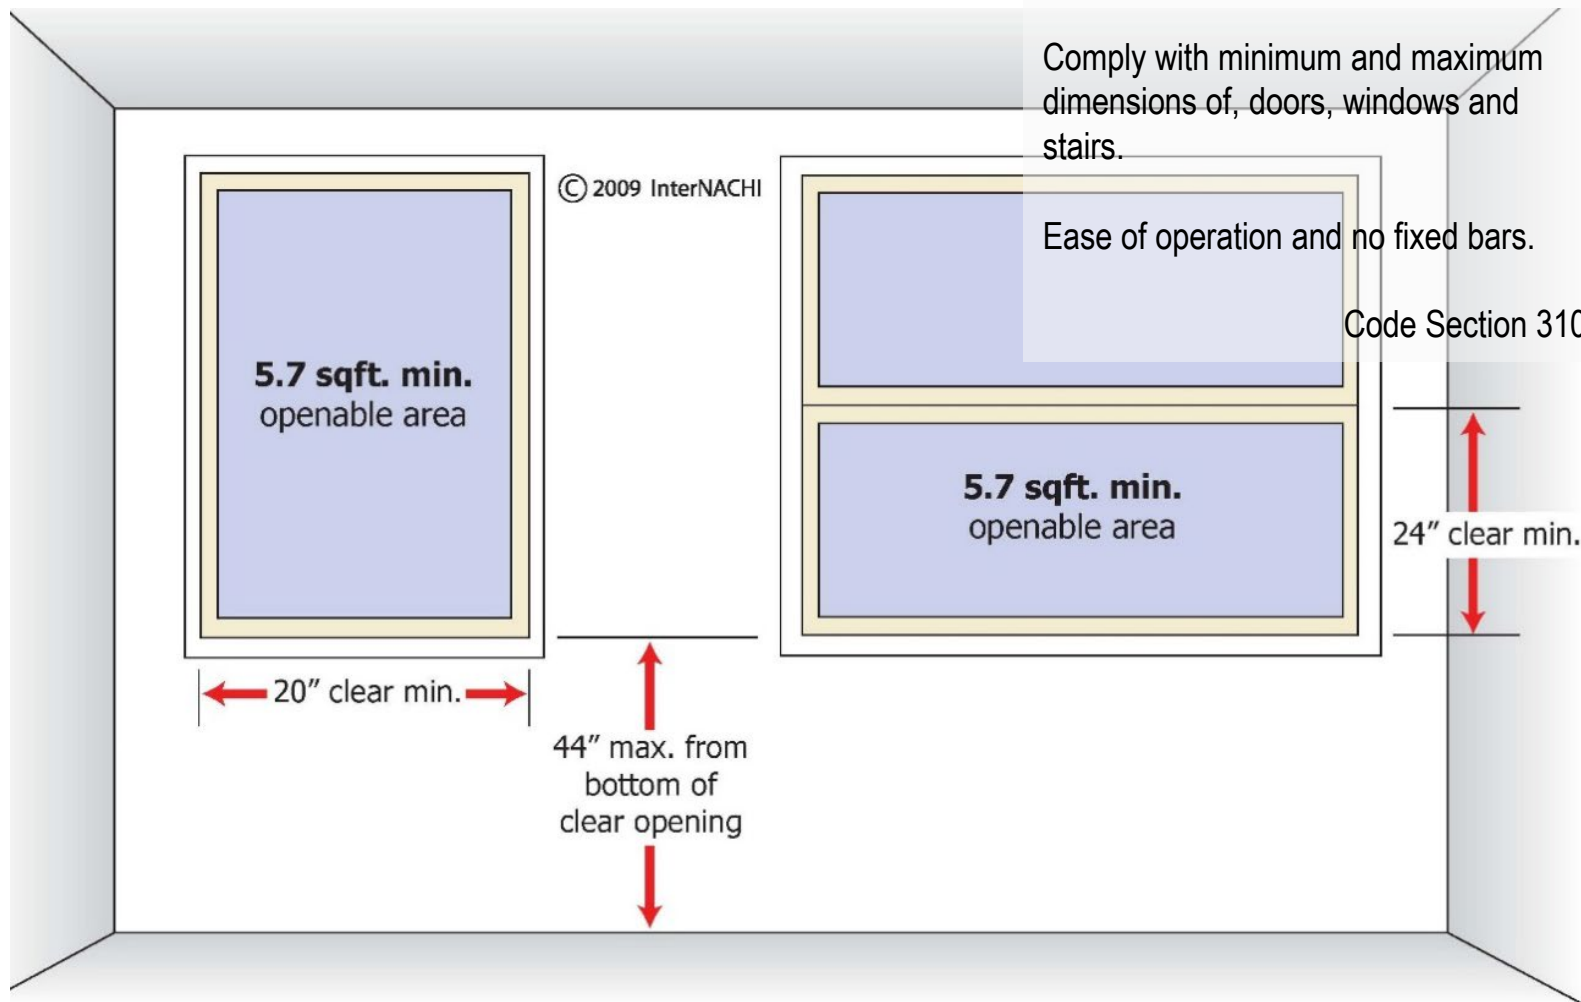 Comply with minimum and maximum
dimensions of, doors, windows and
stairs.
Ease of operation and no fixed bars.
Code Section 310
© 2009 InterNACHI
5.7 sqft. min.
openable area
5.7 sqft. min.
openable area
24" clear min.
20" clear min.
44" max. from
bottom of
clear opening